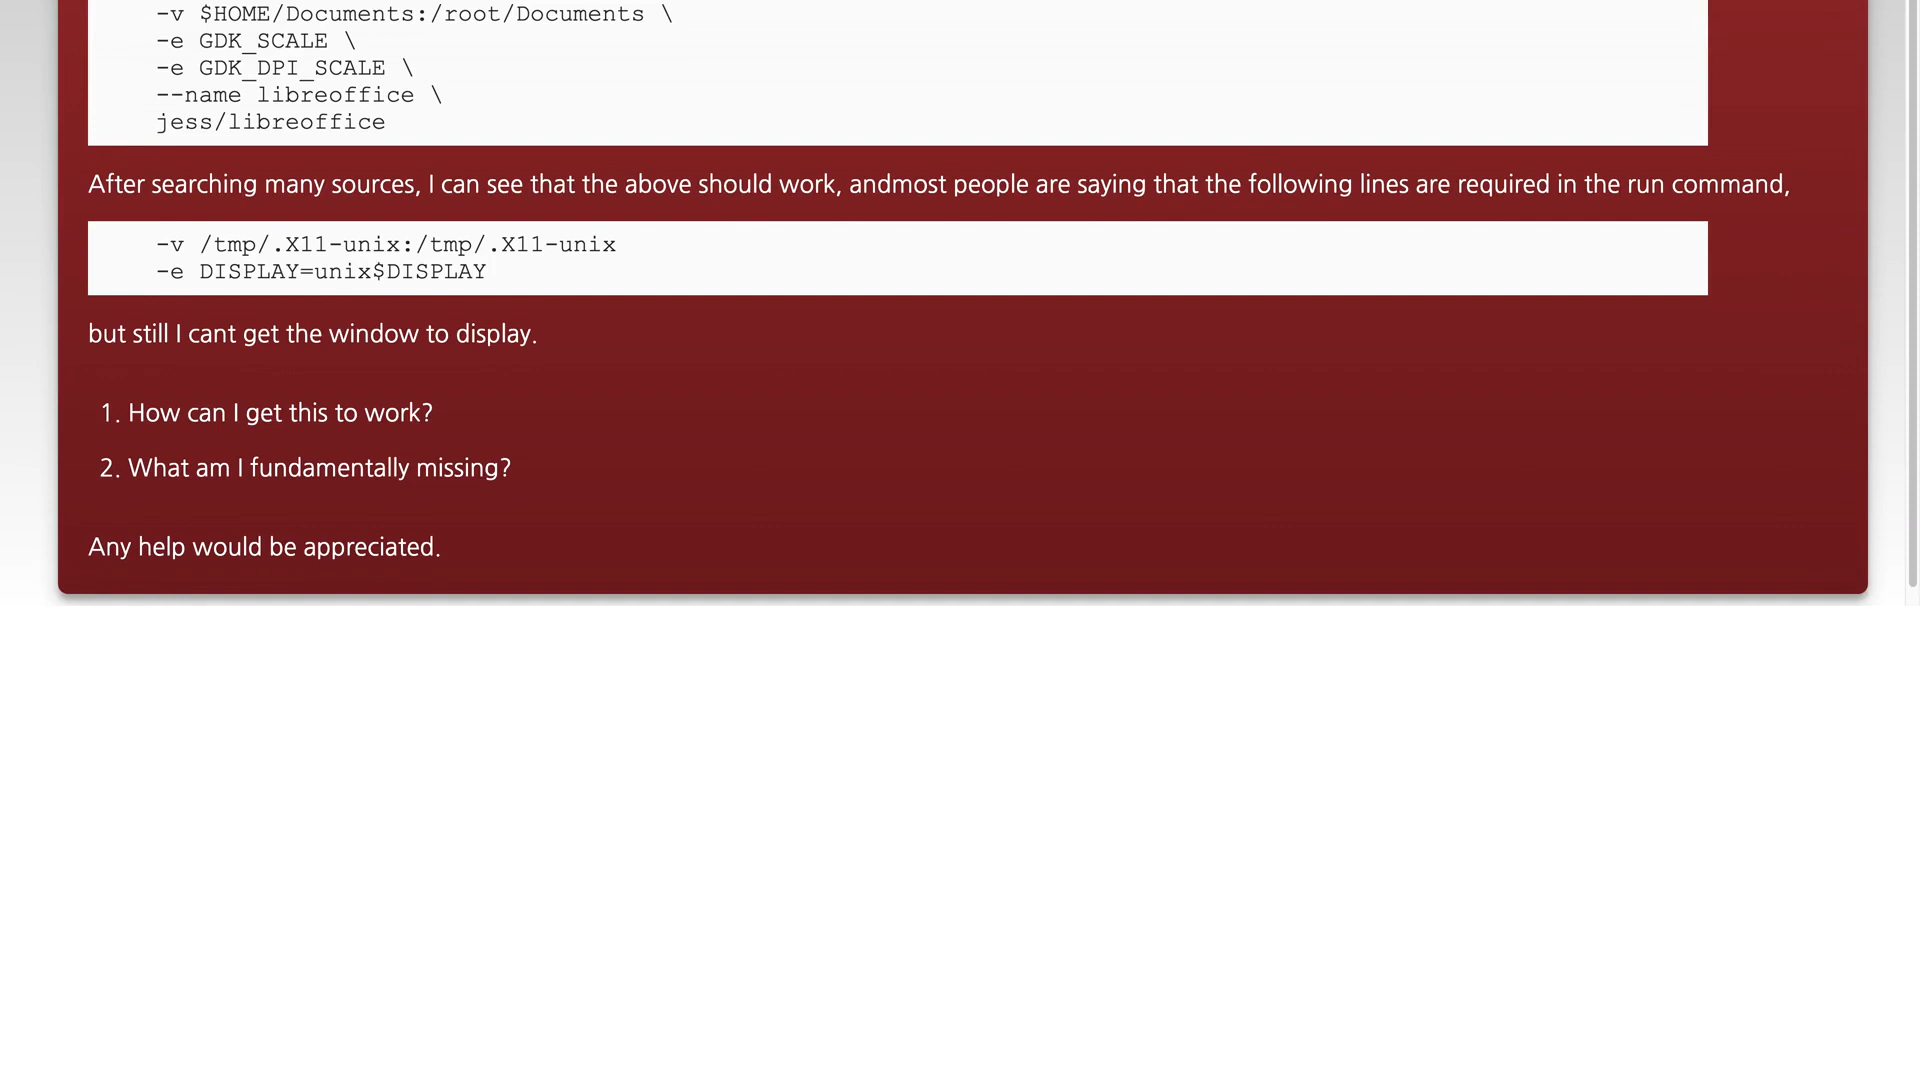 -v $HOME/Documents:/root/Documents \
-e GDK_SCALE \
-e GDK_DPI_SCALE \
--name libreoffice \
jess/libreoffice
After searching many sources, I can see that the above should work, andmost people are saying that the following lines are required in the run command,
-v /tmp/.X11-unix:/tmp/.X11-unix
-e DISPLAY=unix$DISPLAY
but still I cant get the window to display.
1. How can I get this to work?
2. What am I fundamentally missing?
Any help would be appreciated.